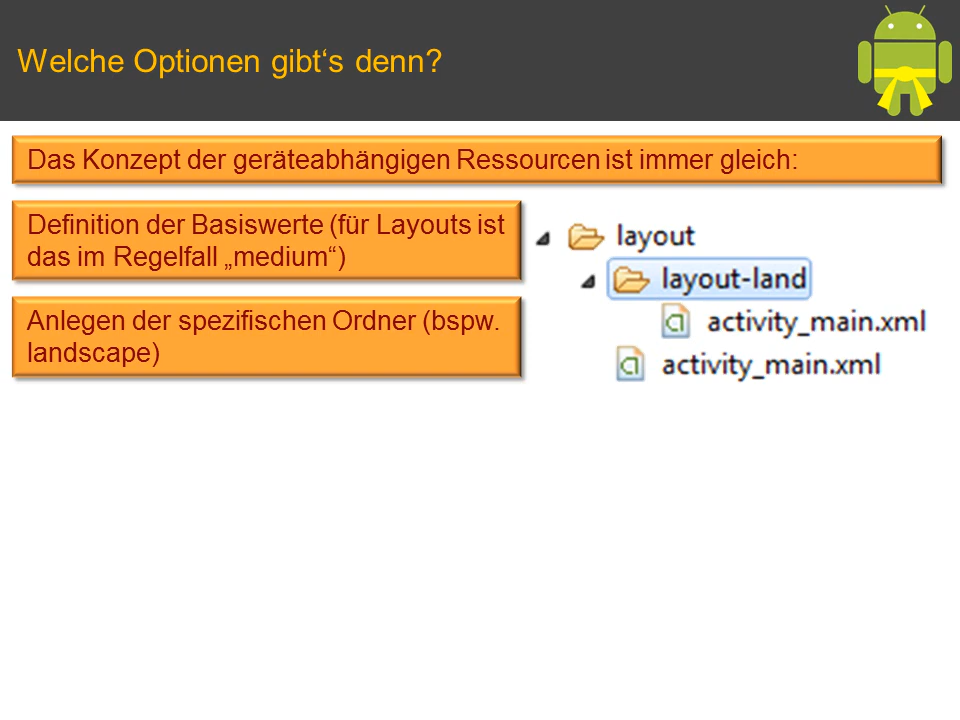 Welche Optionen gibt‘s denn?
Das Konzept der geräteabhängigen Ressourcen ist immer gleich:
Definition der Basiswerte (für Layouts ist
das im Regelfall „medium“)
Anlegen der spezifischen Ordner (bspw.
landscape)
layout
layout-land
activity_main.xml
activity_main.xml